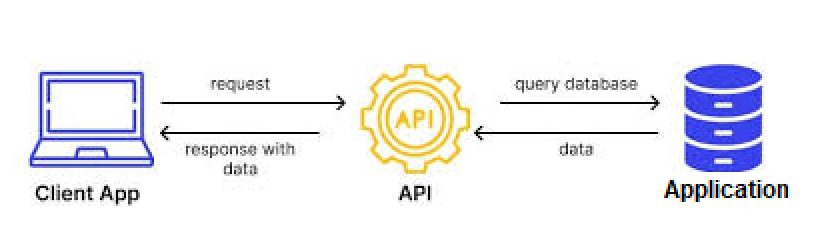 request
query database
API
response with
data
data
Client App
API
Application